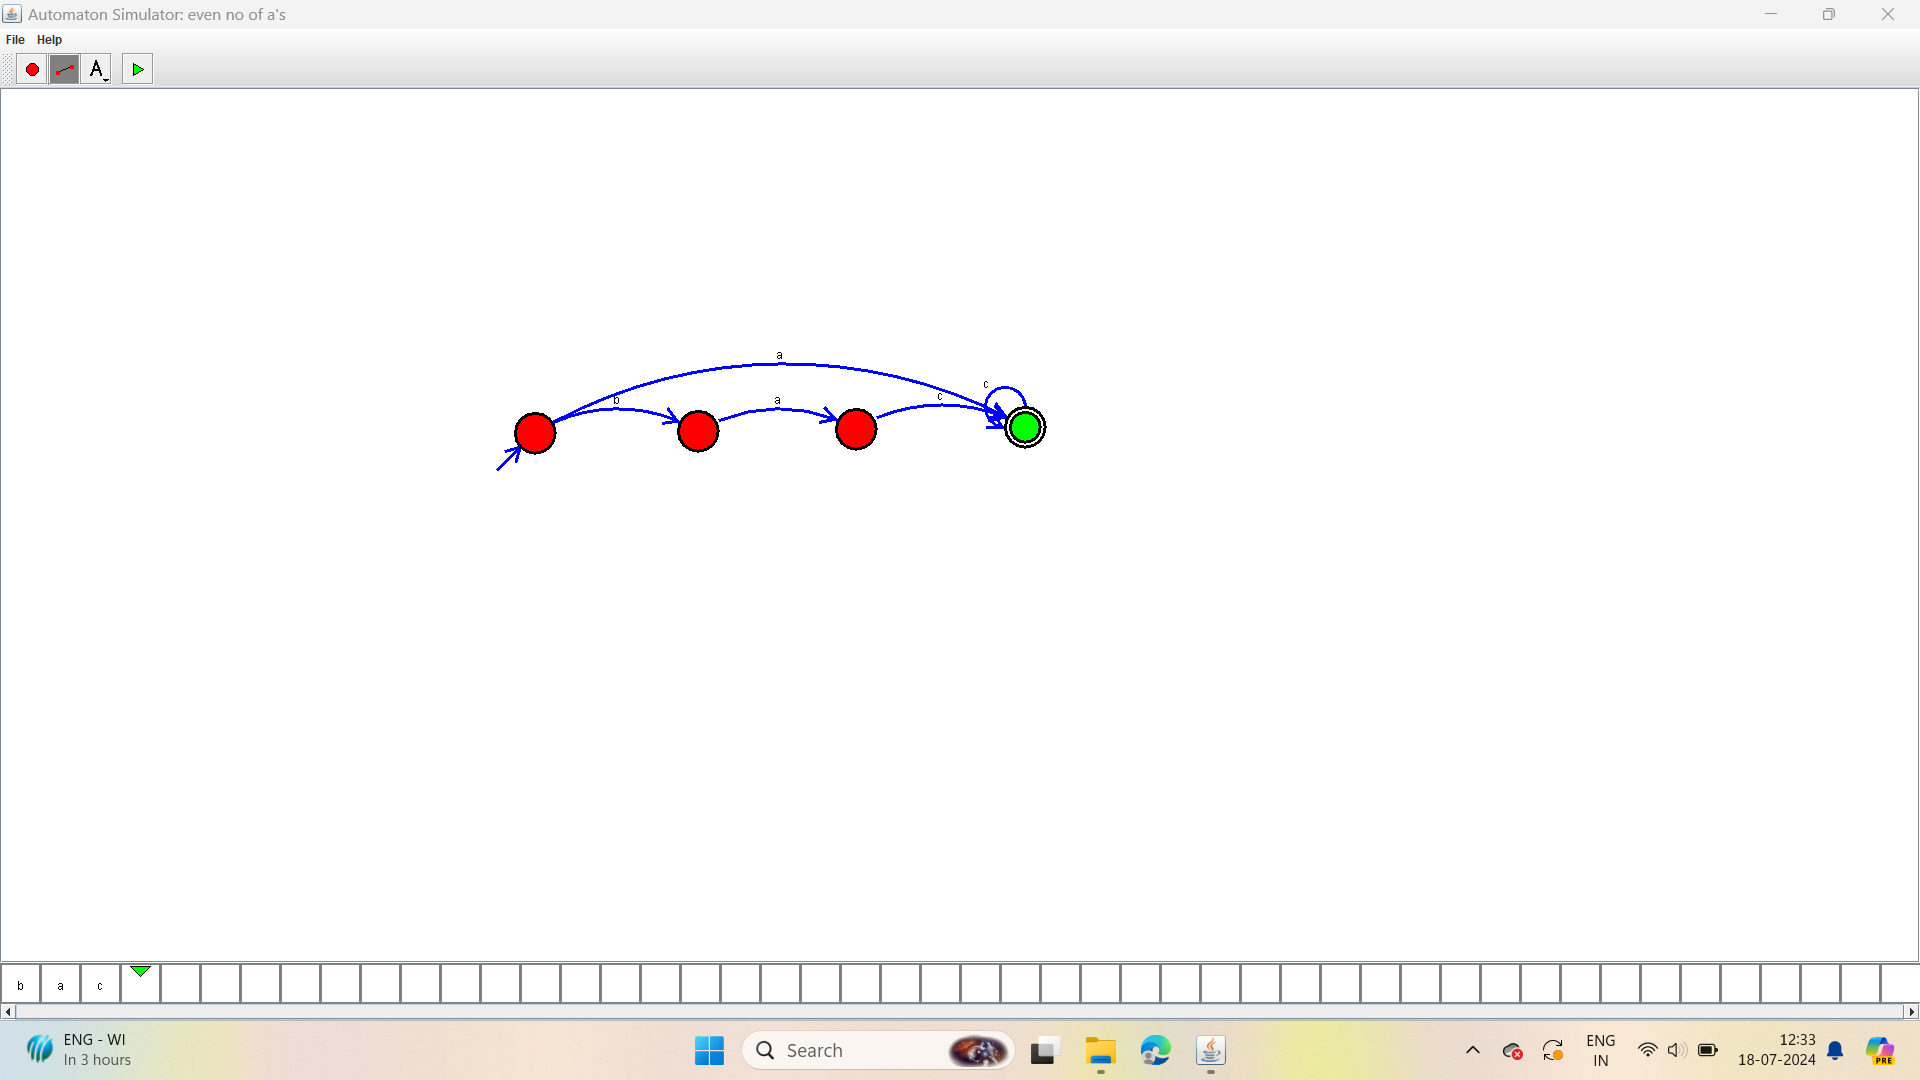 Automaton Simulator: even no of a's
File Help
A
a
c
b a c
b a c
ENG - WI
In 3 hours
Search
ENG
IN
12:33
18-07-2024
PRE